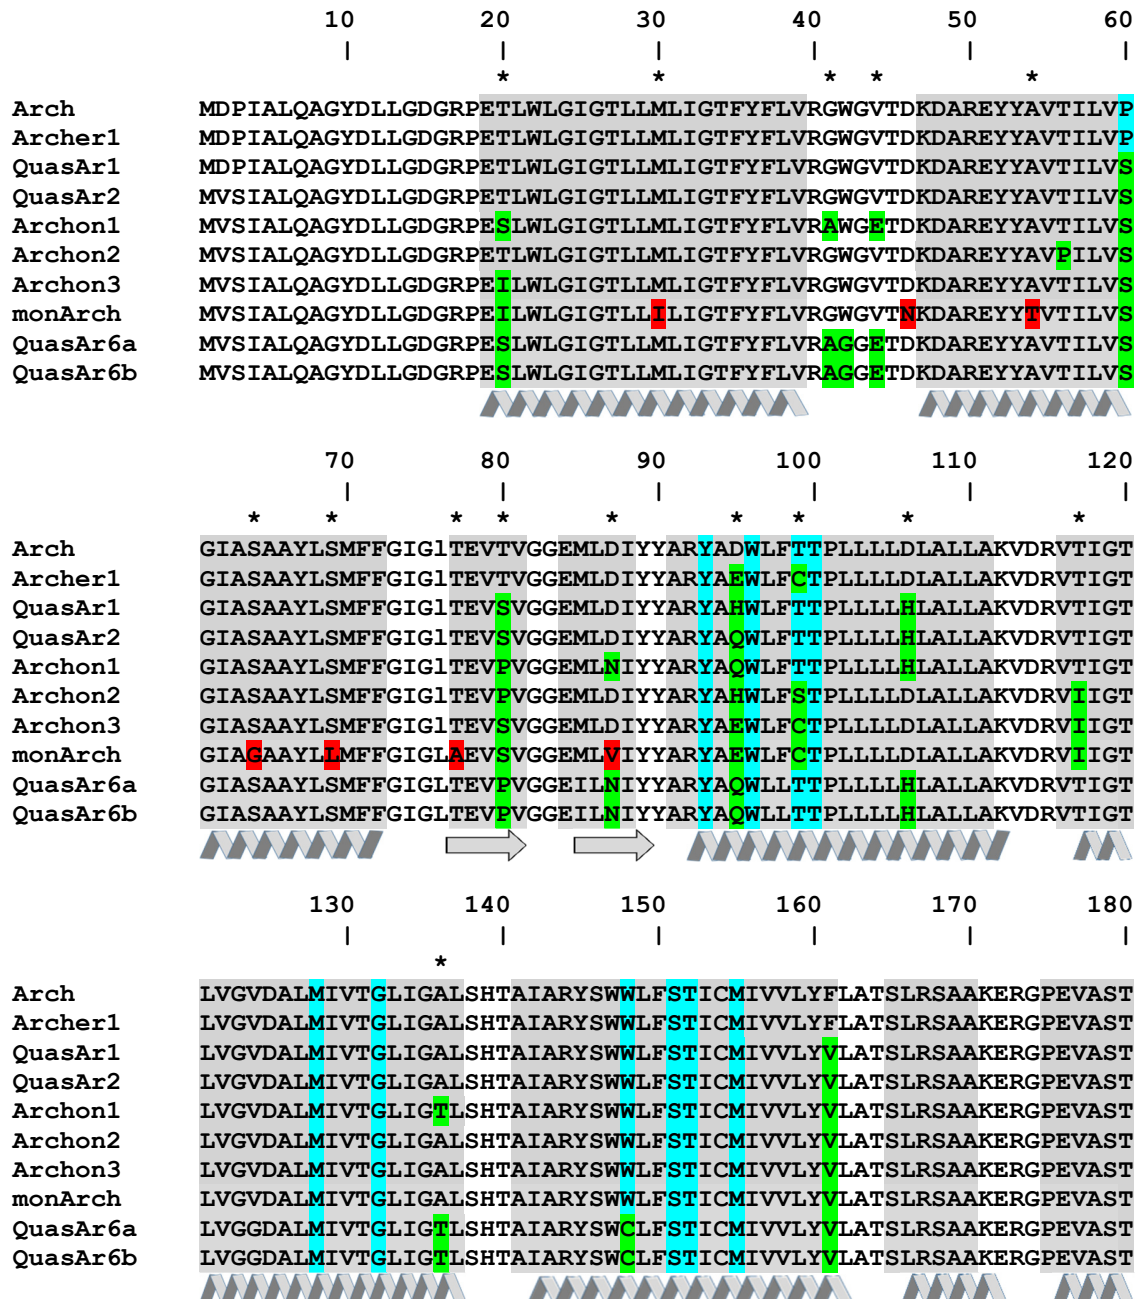 10 20 30 40 50 60
| | | | | |
* * * * *
Arch MDPIALQAGYDLLGDGRPETLWLGIGTLLMLIGTFYFLVRGWGVTDKDAREYYAVTILVP
Archer1 MDPIALQAGYDLLGDGRPETLWLGIGTLLMLIGTFYFLVRGWGVTDKDAREYYAVTILVP
QuasAr1 MDPIALQAGYDLLGDGRPETLWLGIGTLLMLIGTFYFLVRGWGVTDKDAREYYAVTILVS
QuasAr2 MVSIALQAGYDLLGDGRPETLWLGIGTLLMLIGTFYFLVRGWGVTDKDAREYYAVTILVS
Archon1 MVSIALQAGYDLLGDGRPESLWLGIGTLLMLIGTFYFLVRAWGETDKDAREYYAVTILVS
Archon2 MVSIALQAGYDLLGDGRPETLWLGIGTLLMLIGTFYFLVRGWGVTDKDAREYYAVPILVS
Archon3 MVSIALQAGYDLLGDGRPEILWLGIGTLLMLIGTFYFLVRGWGVTDKDAREYYAVTILVS
monArch MVSIALQAGYDLLGDGRPEILWLGIGTLLILIGTFYFLVRGWGVTNKDAREYYTVTILVS
QuasAr6a MVSIALQAGYDLLGDGRPESLWLGIGTLLMLIGTFYFLVRAGGETDKDAREYYAVTILVS
QuasAr6b MVSIALQAGYDLLGDGRPESLWLGIGTLLMLIGTFYFLVRAGGETDKDAREYYAVTILVS
70 80 90 100 110 120
| | | | | |
* * * * * * * * *
Arch GIASAAYLSMFFGIGlTEVTVGGEMLDIYYARYADWLFTTPLLLLDLALLAKVDRVTIGT
Archer1 GIASAAYLSMFFGIGlTEVTVGGEMLDIYYARYAEWLFCTPLLLLDLALLAKVDRVTIGT
QuasAr1 GIASAAYLSMFFGIGlTEVSVGGEMLDIYYARYAHWLFTTPLLLLHLALLAKVDRVTIGT
QuasAr2 GIASAAYLSMFFGIGlTEVSVGGEMLDIYYARYAQWLFTTPLLLLHLALLAKVDRVTIGT
Archon1 GIASAAYLSMFFGIGlTEVPVGGEMLNIYYARYAQWLFTTPLLLLHLALLAKVDRVTIGT
Archon2 GIASAAYLSMFFGIGlTEVPVGGEMLDIYYARYAHWLFSTPLLLLDLALLAKVDRVIIGT
Archon3 GIASAAYLSMFFGIGlTEVSVGGEMLDIYYARYAEWLFCTPLLLLDLALLAKVDRVIIGT
monArch GIAGAAYLLMFFGIGLAEVSVGGEMLVIYYARYAEWLFCTPLLLLDLALLAKVDRVIIGT
QuasAr6a GIASAAYLSMFFGIGLTEVPVGGEILNIYYARYAQWLLTTPLLLLHLALLAKVDRVTIGT
QuasAr6b GIASAAYLSMFFGIGLTEVPVGGEILNIYYARYAQWLLTTPLLLLHLALLAKVDRVTIGT
130 140 150 160 170 180
| | | | | |
*
Arch LVGVDALMIVTGLIGALSHTAIARYSWWLFSTICMIVVLYFLATSLRSAAKERGPEVAST
Archer1 LVGVDALMIVTGLIGALSHTAIARYSWWLFSTICMIVVLYFLATSLRSAAKERGPEVAST
QuasAr1 LVGVDALMIVTGLIGALSHTAIARYSWWLFSTICMIVVLYVLATSLRSAAKERGPEVAST
QuasAr2 LVGVDALMIVTGLIGALSHTAIARYSWWLFSTICMIVVLYVLATSLRSAAKERGPEVAST
Archon1 LVGVDALMIVTGLIGTLSHTAIARYSWWLFSTICMIVVLYVLATSLRSAAKERGPEVAST
Archon2 LVGVDALMIVTGLIGALSHTAIARYSWWLFSTICMIVVLYVLATSLRSAAKERGPEVAST
Archon3 LVGVDALMIVTGLIGALSHTAIARYSWWLFSTICMIVVLYVLATSLRSAAKERGPEVAST
monArch LVGVDALMIVTGLIGALSHTAIARYSWWLFSTICMIVVLYVLATSLRSAAKERGPEVAST
QuasAr6a LVGGDALMIVTGLIGTLSHTAIARYSWCLFSTICMIVVLYVLATSLRSAAKERGPEVAST
QuasAr6b LVGGDALMIVTGLIGTLSHTAIARYSWCLFSTICMIVVLYVLATSLRSAAKERGPEVAST